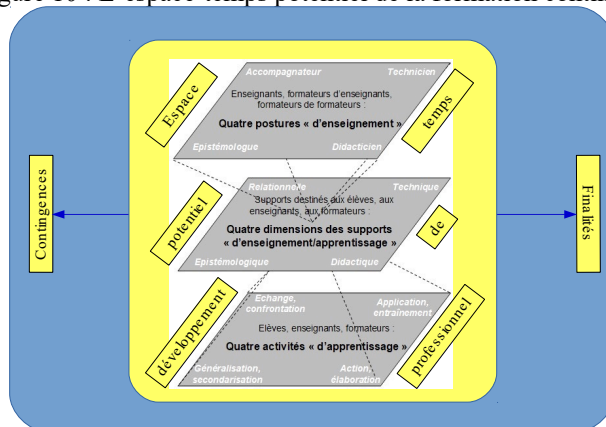 Accompagnateur Technicien
Enseignants, formateurs d'enseignants,
formateurs de formateurs :
Quatre postures « d'enseignement »
Epistémologue Didacticien
Espace
temps
Relationnelle Technique
Supports destinés aux élèves, aux
enseignants, aux formateurs :
Quatre dimensions des supports
« d'enseignement/apprentissage »
Epistémologique Didactique
potentiel
de
Contingences
Finalités
Echange,
confrontation
Application,
entraînement
Elèves, enseignants, formateurs :
Quatre activités « d'apprentissage »
Généralisation,
secondarisation
Action,
élaboration
développement
professionnel